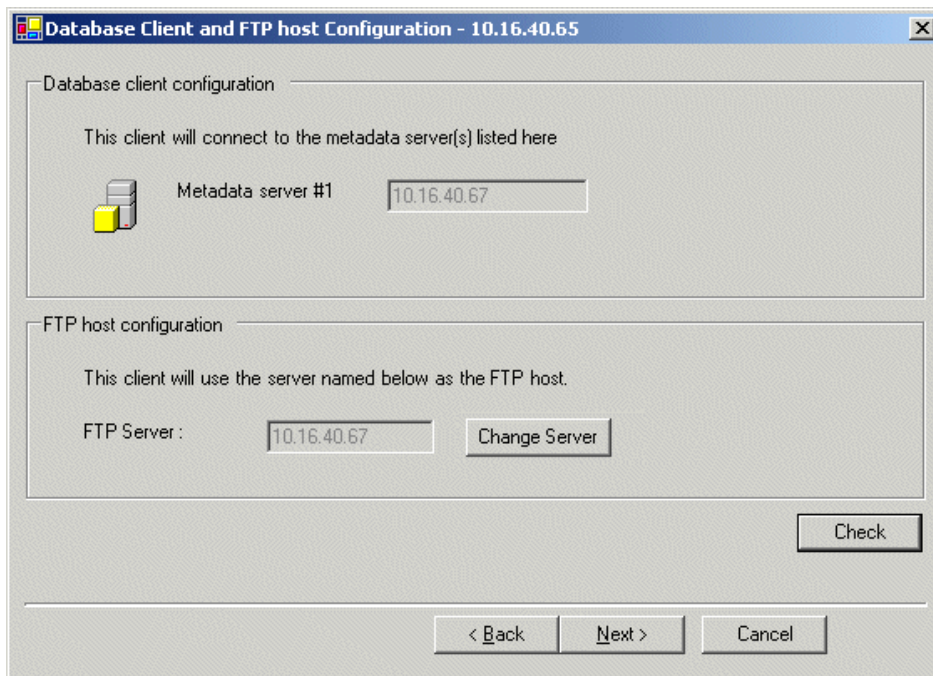 Database Client and FTP host Configuration - 10.16.40.65
Database client configuration
This client will connect to the metadata server(s) listed here
Metadata server #1 10.16.40.67
FTP host configuration
This client will use the server named below as the FTP host.
FTP Server : 10.16.40.67 Change Server
Check
< Back Next > Cancel